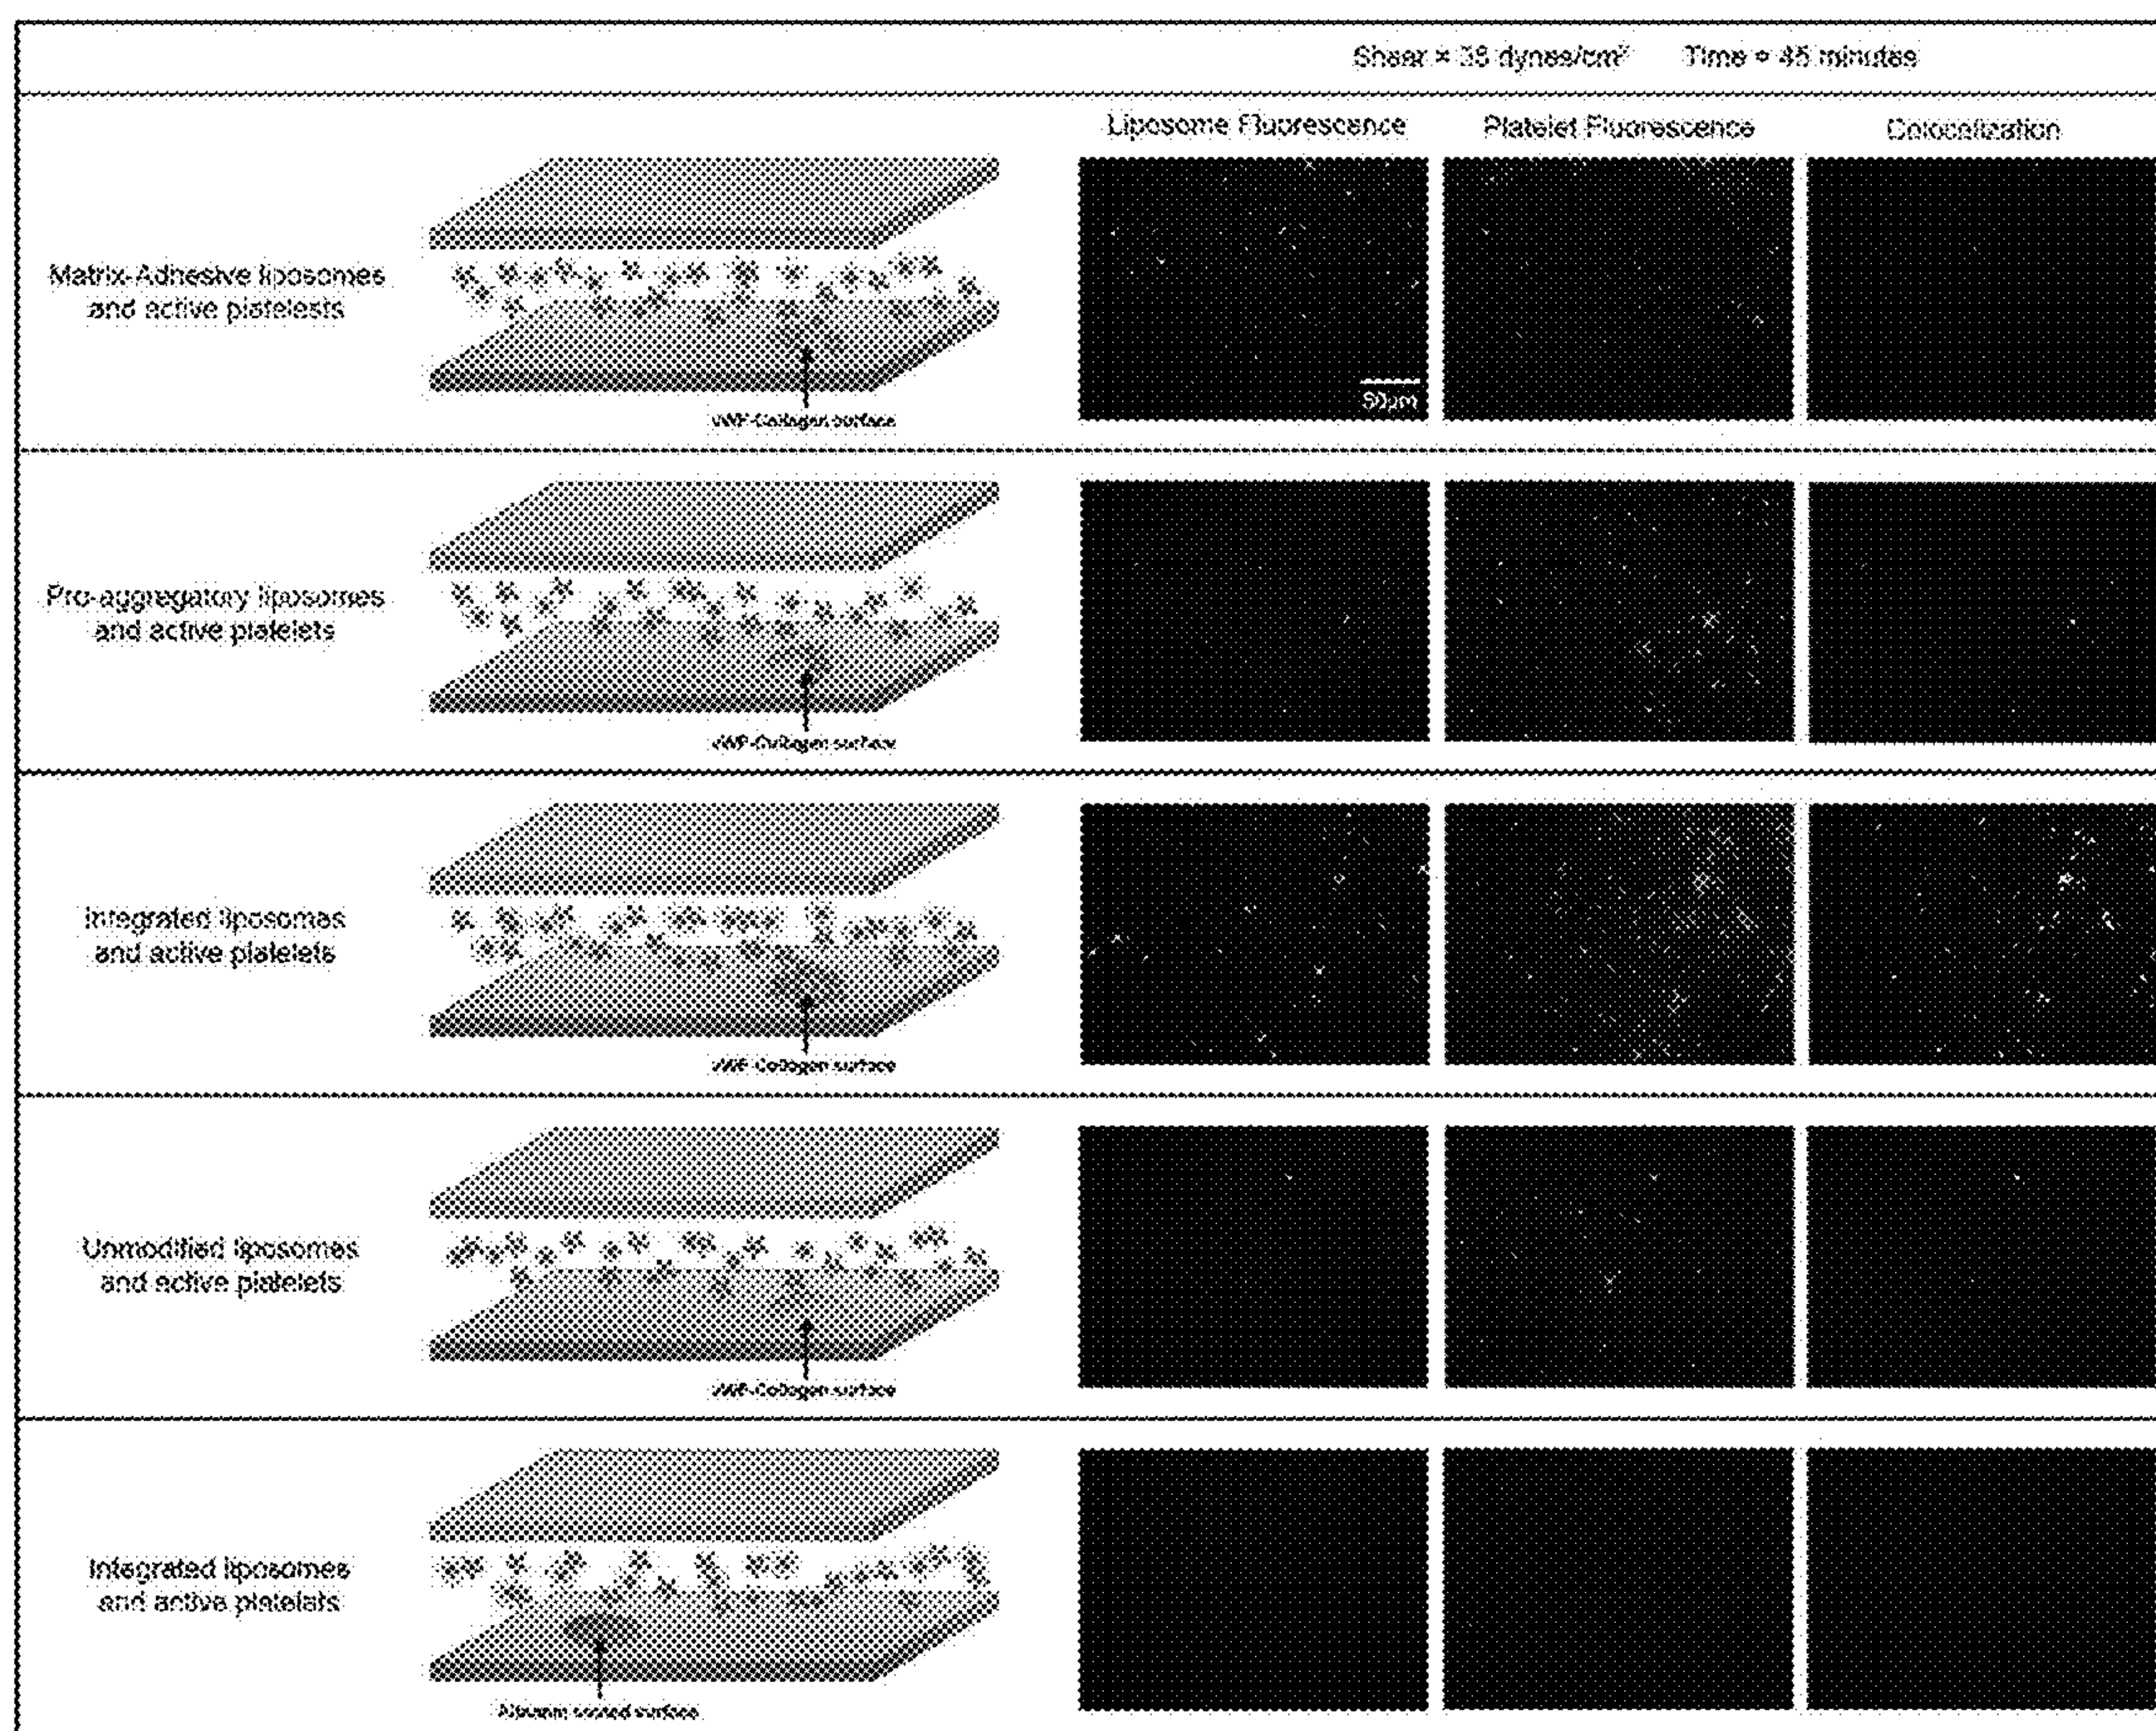 Shear = 35 dynes/cm² Time = 45 minutes
Liposome Fluorescence Platelet Fluorescence Colocalization
Matrix-Adhesive liposomes
and active platelests
50µm
vWF-Collagen surface
Pro-aggregatory liposomes
and active platelets
vWF-Collagen surface
Integrated liposomes
and active platelets
vWF-Collagen surface
Unmodified liposomes
and active platelets
vWF-Collagen surface
Integrated liposomes
and active platelets
Albumin coated surface